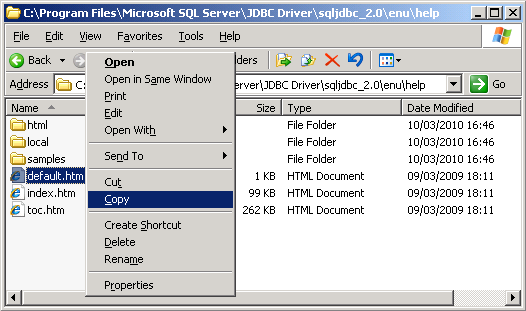 C:\Program Files\Microsoft SQL Server\JDBC Driver\sqljdbc_2.0\enu\help
File Edit View Favorites Tools Help
Back
Address C: erver\JDBC Driver\sqljdbc_2.0\enu\help Go
Name Size Type Date Modified
html File Folder 10/03/2010 16:46
local File Folder 10/03/2010 16:46
samples File Folder 10/03/2010 16:46
default.htm 1 KB HTML Document 09/03/2009 18:11
index.htm 99 KB HTML Document 09/03/2009 18:11
toc.htm 262 KB HTML Document 09/03/2009 18:11
Open
Open in Same Window
Print
Edit
Open With
Send To
Cut
Copy
Create Shortcut
Delete
Rename
Properties